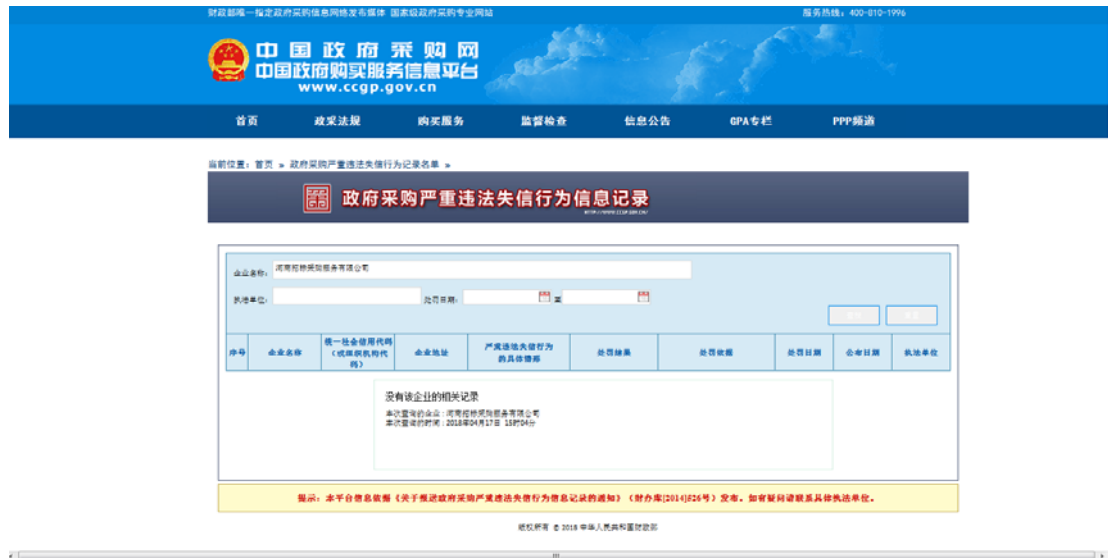 财政部唯一指定政府采购信息网络发布媒体 国家级政府采购专业网站
服务热线：400-810-1996
中国政府采购网
中国政府购买服务信息平台
www.ccgp.gov.cn
首页 政采法规 购买服务 监督检查 信息公告 GPA专栏 PPP频道
当前位置：首页 » 政府采购严重违法失信行为记录名单 »
政府采购严重违法失信行为信息记录
HTTP://WWW.CCGP.GOV.CN/
企业名称： 河南招标采购服务有限公司
执法单位： 处罚日期： 至
序号 企业名称 统一社会信用代码（或组织机构代码） 企业地址 严重违法失信行为的具体情形 处罚结果 处罚依据 处罚日期 公布日期 执法单位
没有该企业的相关记录
本次查询的企业：河南招标采购服务有限公司
本次查询的时间：2018年04月17日 15时04分
提示：本平台信息依据《关于报送政府采购严重违法失信行为信息记录的通知》（财办库[2014]526号）发布。如有疑问请联系具体执法单位。
版权所有 © 2018 中华人民共和国财政部